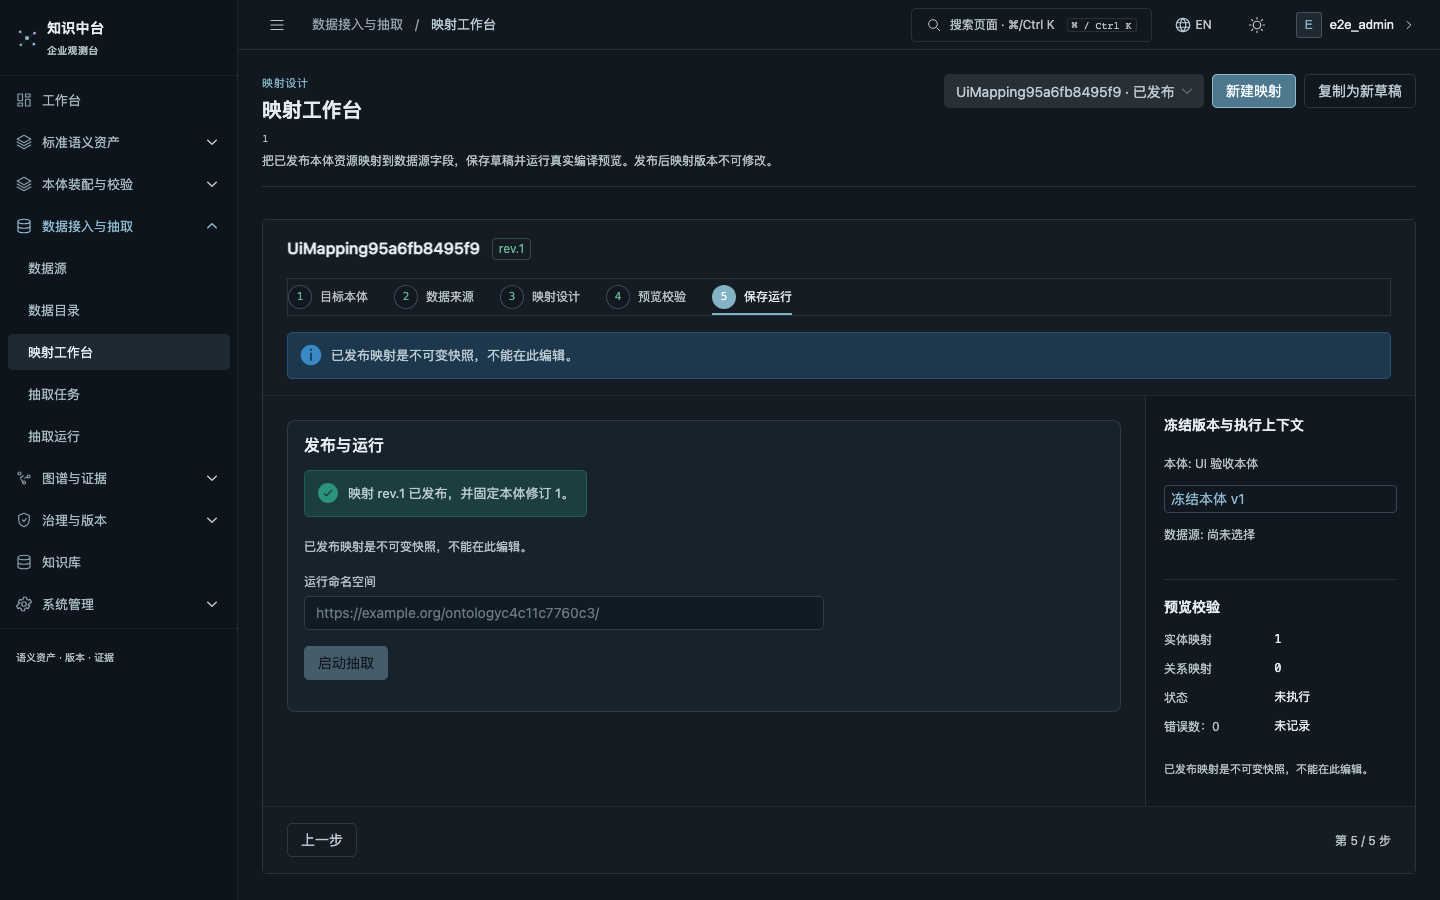 知识中台
企业观测台
工作台
标准语义资产
本体装配与校验
数据接入与抽取
数据源
数据目录
映射工作台
抽取任务
抽取运行
图谱与证据
治理与版本
知识库
系统管理
语义资产 · 版本 · 证据
数据接入与抽取 / 映射工作台
搜索页面 · ⌘/Ctrl K ⌘ / Ctrl K
EN
E e2e_admin
映射设计
映射工作台
1
把已发布本体资源映射到数据源字段，保存草稿并运行真实编译预览。发布后映射版本不可修改。
UiMapping95a6fb8495f9 · 已发布
新建映射
复制为新草稿
UiMapping95a6fb8495f9 rev.1
1 目标本体
2 数据来源
3 映射设计
4 预览校验
5 保存运行
已发布映射是不可变快照，不能在此编辑。
发布与运行
映射 rev.1 已发布，并固定本体修订 1。
已发布映射是不可变快照，不能在此编辑。
运行命名空间
https://example.org/ontologyc4c11c7760c3/
启动抽取
冻结版本与执行上下文
本体: UI 验收本体
冻结本体 v1
数据源: 尚未选择
预览校验
实体映射 1
关系映射 0
状态 未执行
错误数：0 未记录
已发布映射是不可变快照，不能在此编辑。
上一步
第 5 / 5 步